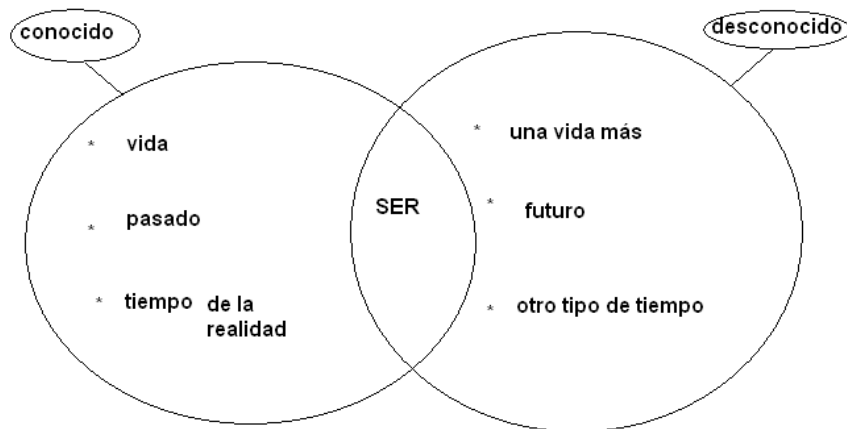 conocido
desconocido
* vida
* pasado
* tiempo de la
realidad
SER
* una vida más
* futuro
* otro tipo de tiempo